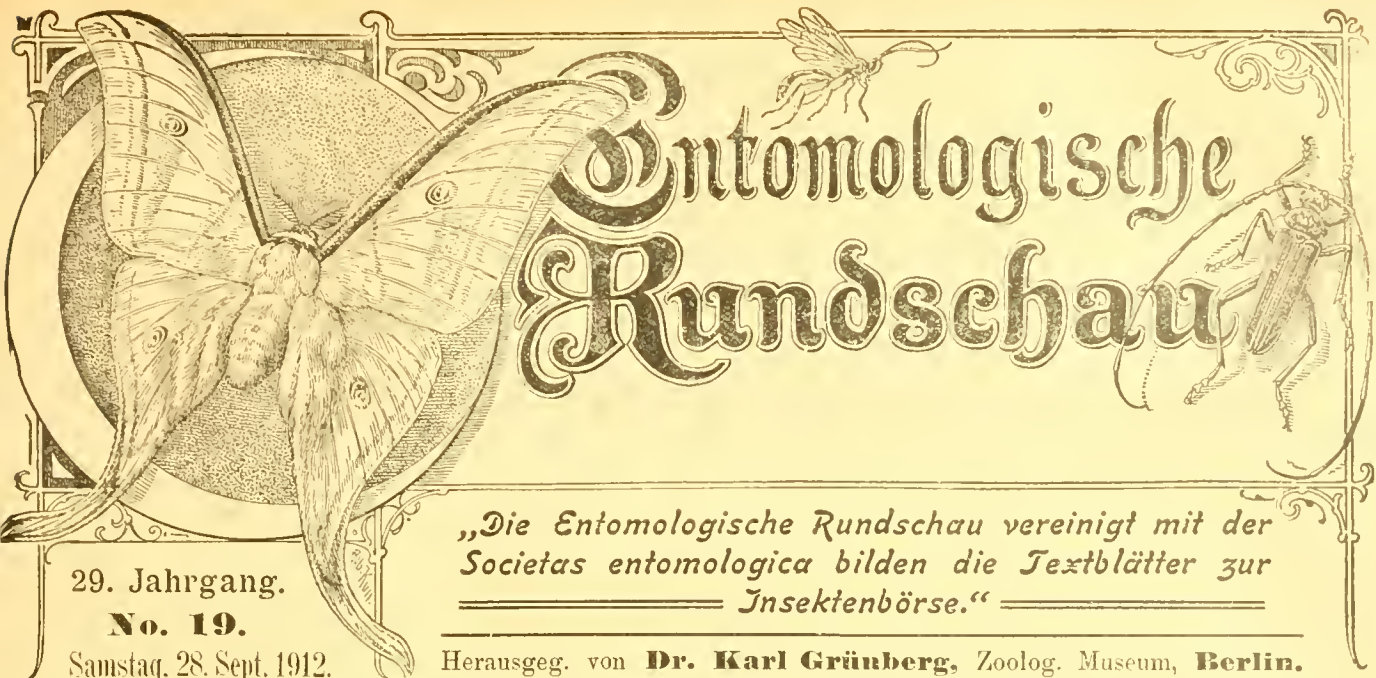 Entomologische
Rundschau
„Die Entomologische Rundschau vereinigt mit der
Societas entomologica bilden die Textblätter zur
Insektenbörse.“
29. Jahrgang.
No. 19.
Samstag, 28. Sept. 1912.
Herausgeg. von Dr. Karl Grünberg, Zoolog. Museum, Berlin.